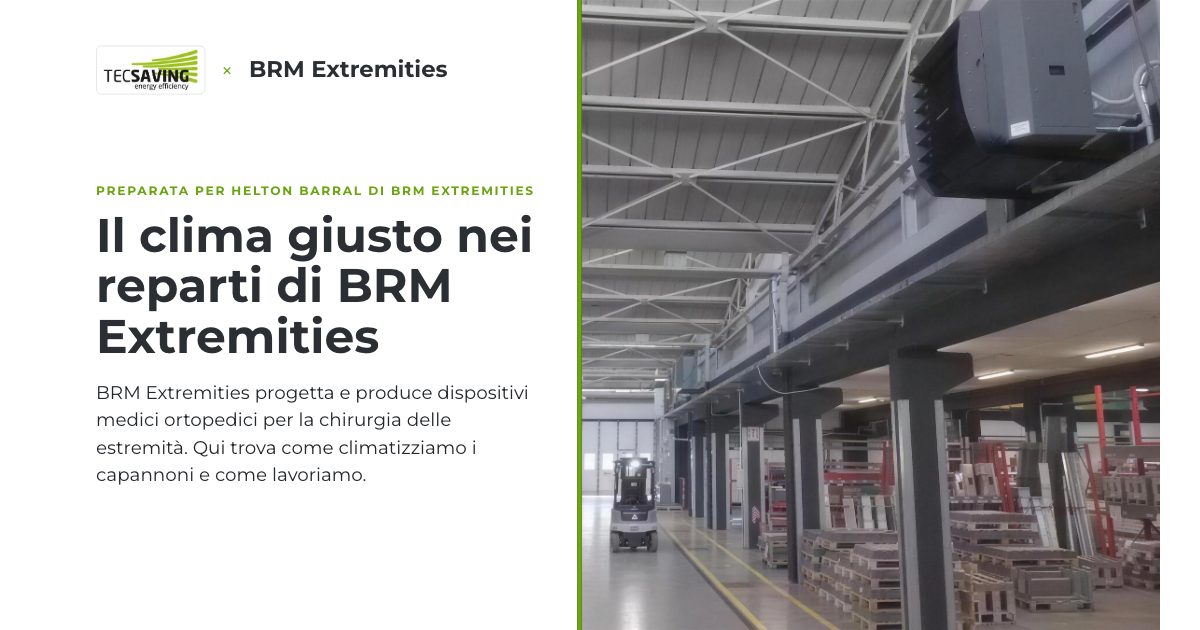 TECSAVING
energy efficiency
× BRM Extremities
PREPARATA PER HELTON BARRAL DI BRM EXTREMITIES
Il clima giusto nei
reparti di BRM
Extremities
BRM Extremities progetta e produce dispositivi
medici ortopedici per la chirurgia delle
estremità. Qui trova come climatizziamo i
capannoni e come lavoriamo.